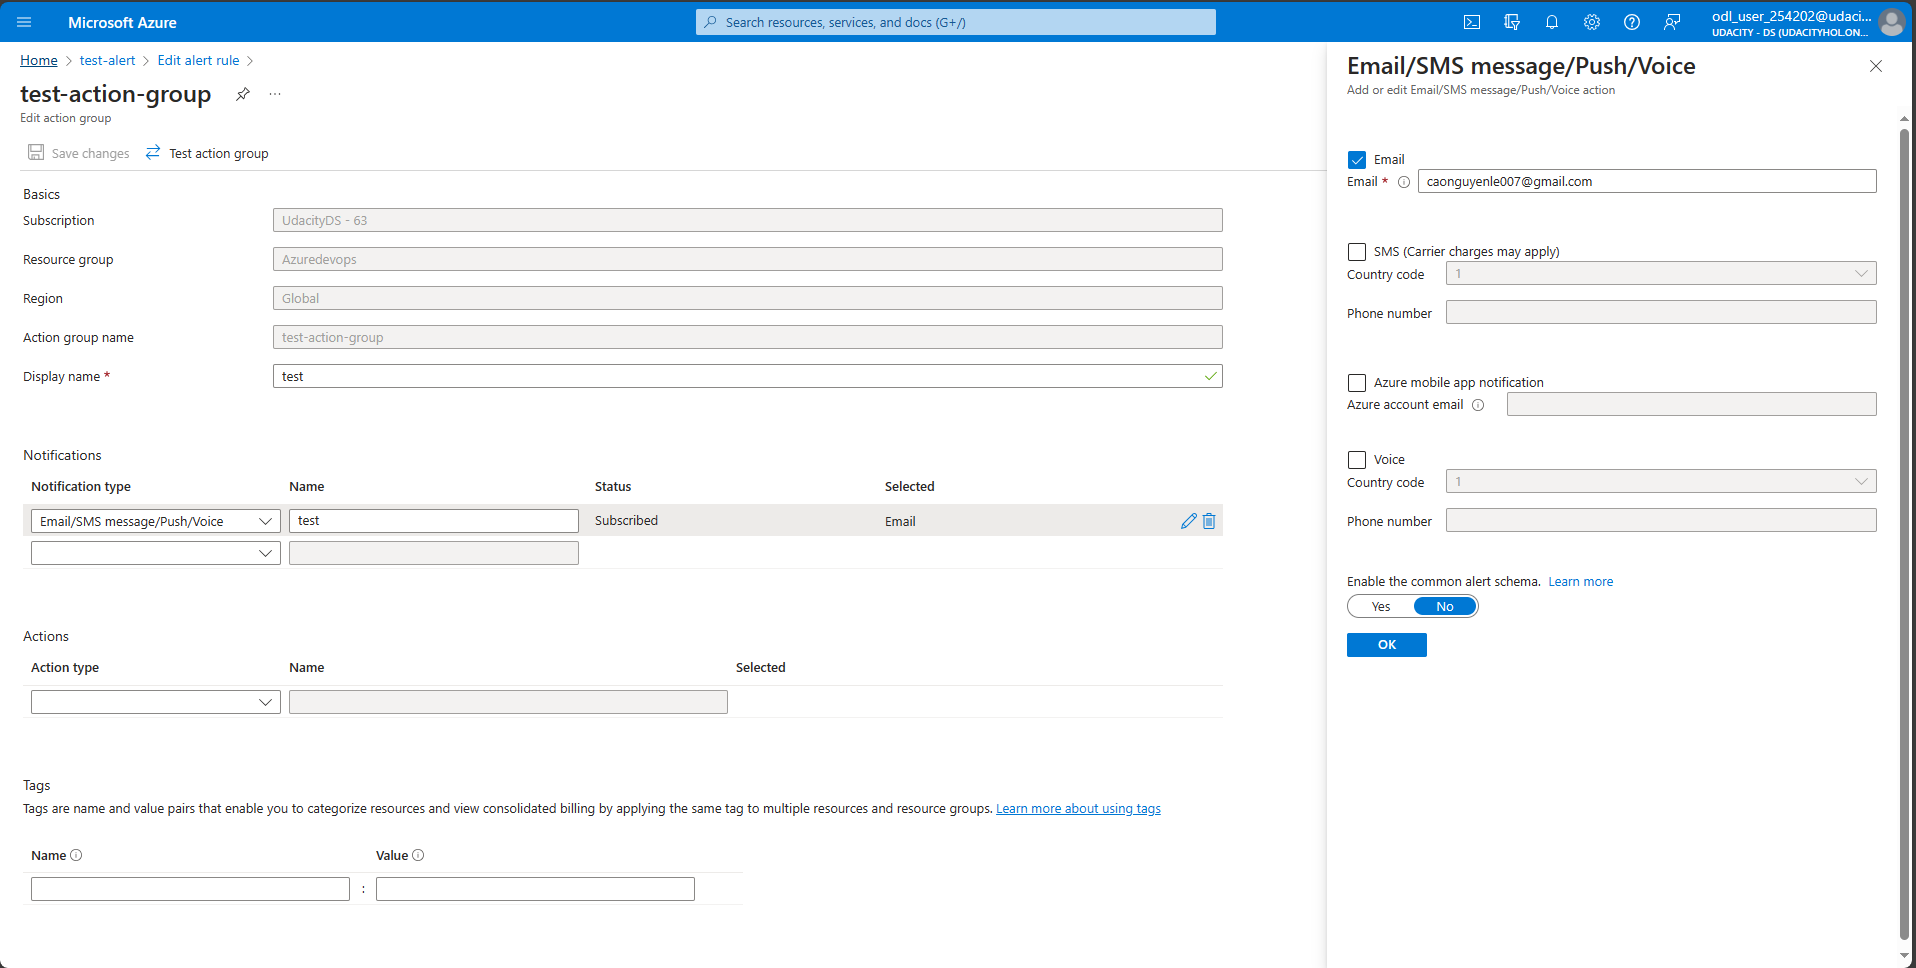 Microsoft Azure
Search resources, services, and docs (G+/)
odl_user_254202@udaci...
UDACITY - DS (UDACITYHOL.ON...
Home > test-alert > Edit alert rule >
test-action-group
Edit action group
Save changes
Test action group
Basics
Subscription
UdacityDS - 63
Resource group
Azuredevops
Region
Global
Action group name
test-action-group
Display name *
test
Notifications
Notification type Name Status Selected
Email/SMS message/Push/Voice test Subscribed Email
Actions
Action type Name Selected
Tags
Tags are name and value pairs that enable you to categorize resources and view consolidated billing by applying the same tag to multiple resources and resource groups. Learn more about using tags
Name Value
:
Email/SMS message/Push/Voice
Add or edit Email/SMS message/Push/Voice action
Email
Email * caonguyenle007@gmail.com
SMS (Carrier charges may apply)
Country code 1
Phone number
Azure mobile app notification
Azure account email
Voice
Country code 1
Phone number
Enable the common alert schema. Learn more
Yes No
OK